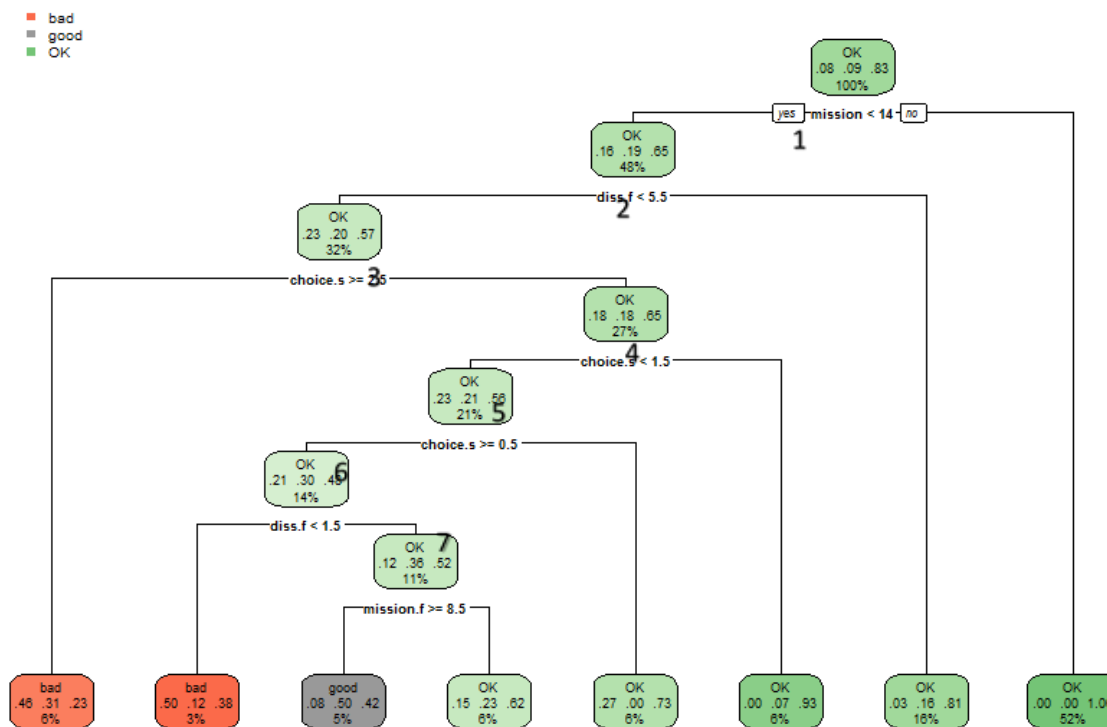 bad
good
OK
OK
.08 .09 .83
100%
yes mission < 14 no
1
OK
.16 .19 .65
48%
diss.f < 5.5
2
OK
.23 .20 .57
32%
3
choice.s >=
OK
.18 .18 .65
27%
4
choice.s < 1.5
OK
.23 .21
21%
5
choice.s >= 0.5
OK
.21 .30
14%
6
diss.f < 1.5
OK
.12 .36 .52
11%
7
mission.f >= 8.5
bad
.46 .31 .23
6%
bad
.50 .12 .38
3%
good
.08 .50 .42
5%
OK
.15 .23 .62
6%
OK
.27 .00 .73
6%
OK
.00 .07 .93
6%
OK
.03 .16 .81
16%
OK
.00 .00
52%